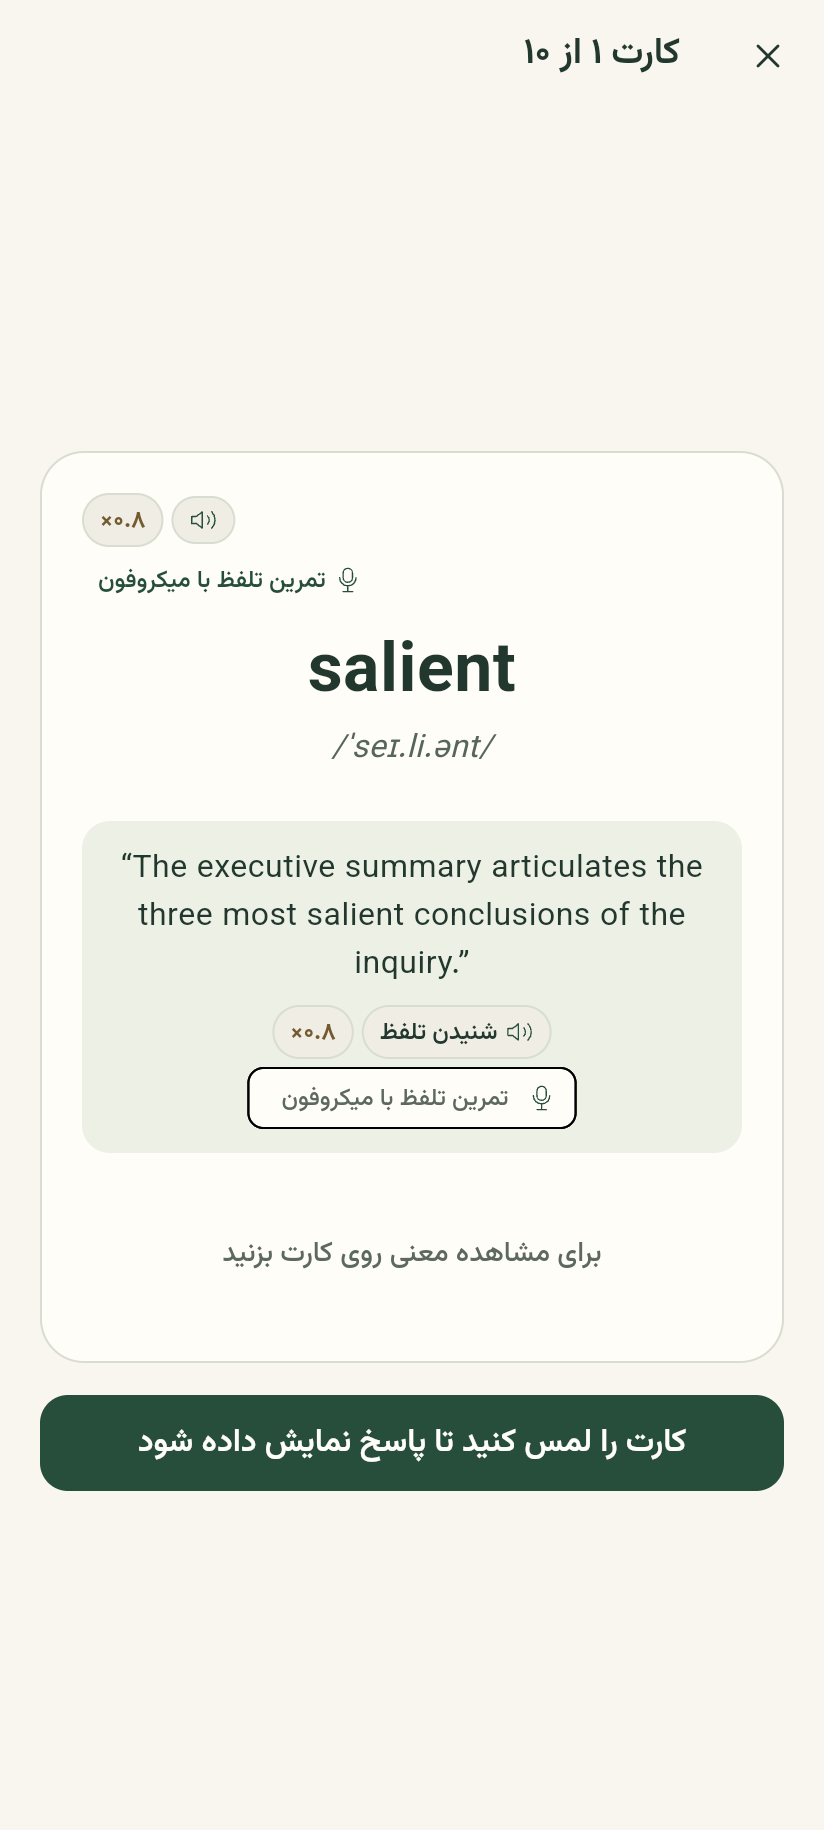 کارت ۱ از ۱۰
×۰.۸
تمرین تلفظ با میکروفون
salient
/ˈseɪ.li.ənt/
“The executive summary articulates the
three most salient conclusions of the
inquiry.”
شنیدن تلفظ ×۰.۸
تمرین تلفظ با میکروفون
برای مشاهده معنی روی کارت بزنید
کارت را لمس کنید تا پاسخ نمایش داده شود